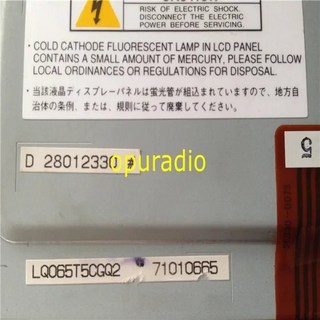 RISK OF ELECTRIC SHOCK.
DISCONNECT THE ELECTRIC
POWER BEFORE SERVICING.
・COLD CATHODE FLUORESCENT LAMP IN LCD PANEL
CONTAINS A SMALL AMOUNT OF MERCURY, PLEASE FOLLOW
LOCAL ORDINANCES OR REGULATIONS FOR DISPOSAL.
・当該液晶ディスプレーパネルは蛍光管が組込まれていますので、地方自
治体の条例、または、規則に従って廃棄してください。
D 28012330 #
opuradio
5
LQ065T5CGQ2 71010665